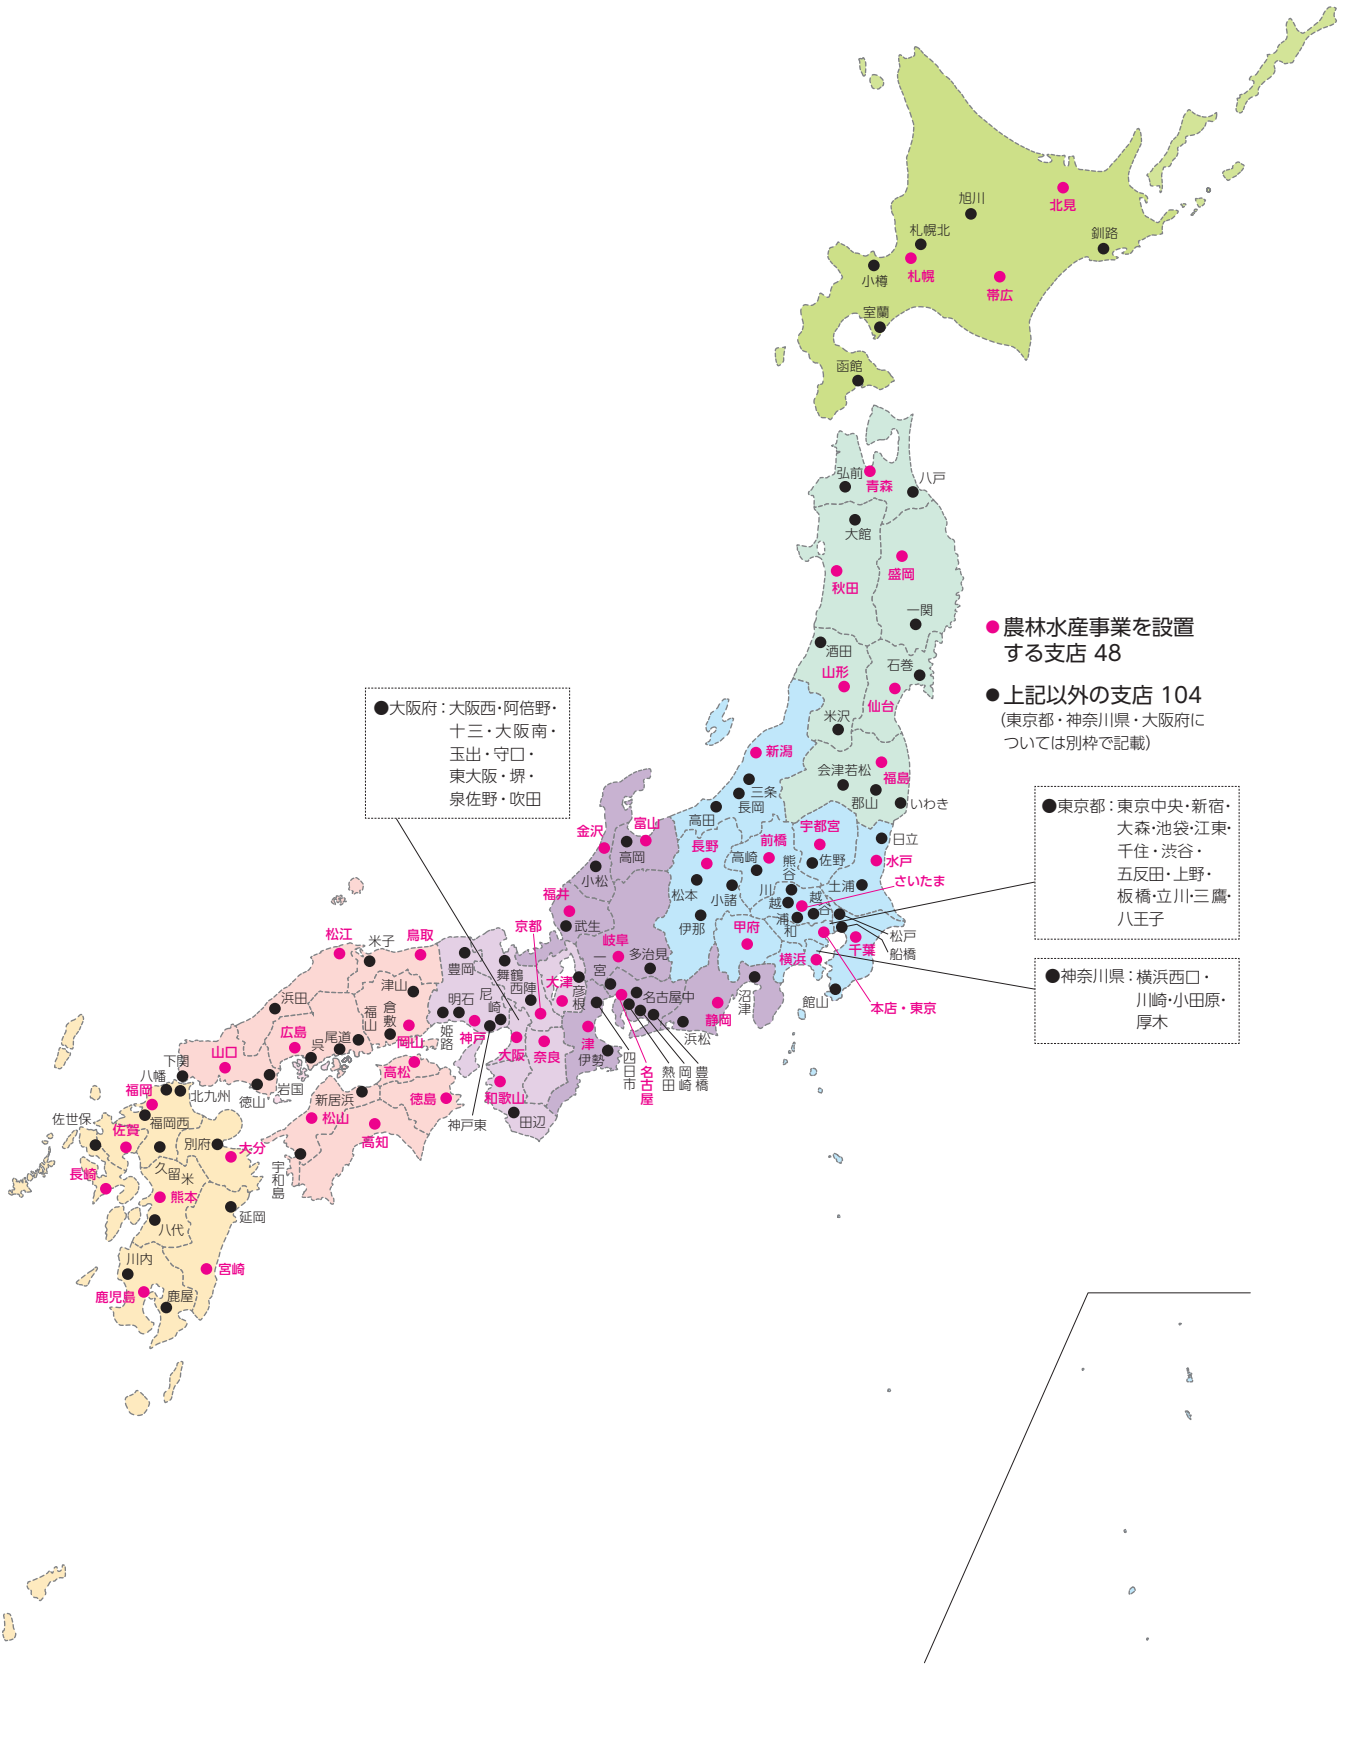 旭川
北見
札幌北
釧路
小樽
札幌
帯広
室蘭
函館
弘前
青森
八戸
大館
秋田
盛岡
一関
酒田
石巻
山形
仙台
米沢
●農林水産事業を設置
する支店 48
●上記以外の支店 104
（東京都・神奈川県・大阪府に
ついては別枠で記載）
●大阪府：大阪西・阿倍野・
十三・大阪南・
玉出・守口・
東大阪・堺・
泉佐野・吹田
新潟
会津若松
福島
三条
長岡
郡山
いわき
高田
●東京都：東京中央・新宿・
大森・池袋・江東・
千住・渋谷・
五反田・上野・
板橋・立川・三鷹・
八王子
●神奈川県：横浜西口・
川崎・小田原・
厚木
金沢
富山
高岡
小松
長野
前橋
宇都宮
日立
高崎
熊谷
佐野
水戸
松本
小諸
川越
越谷
土浦
さいたま
浦和
伊那
福井
武生
京都
岐阜
多治見
甲府
横浜
千葉
松戸
船橋
館山
本店・東京
松江
米子
鳥取
豊岡
舞鶴
西陣
大津
彦根
一宮
名古屋中
静岡
沼津
浜松
浜田
津山
明石
尼崎
福山
倉敷
広島
呉
尾道
岡山
姫路
神戸
大阪
奈良
津
伊勢
四日市
名古屋
熱田
岡崎
豊橋
下関
山口
八幡
福岡
北九州
徳山
岩国
新居浜
高松
徳島
和歌山
神戸東
田辺
佐世保
佐賀
福岡西
別府
大分
松山
高知
宇和島
長崎
久留米
熊本
延岡
八代
川内
宮崎
鹿児島
鹿屋